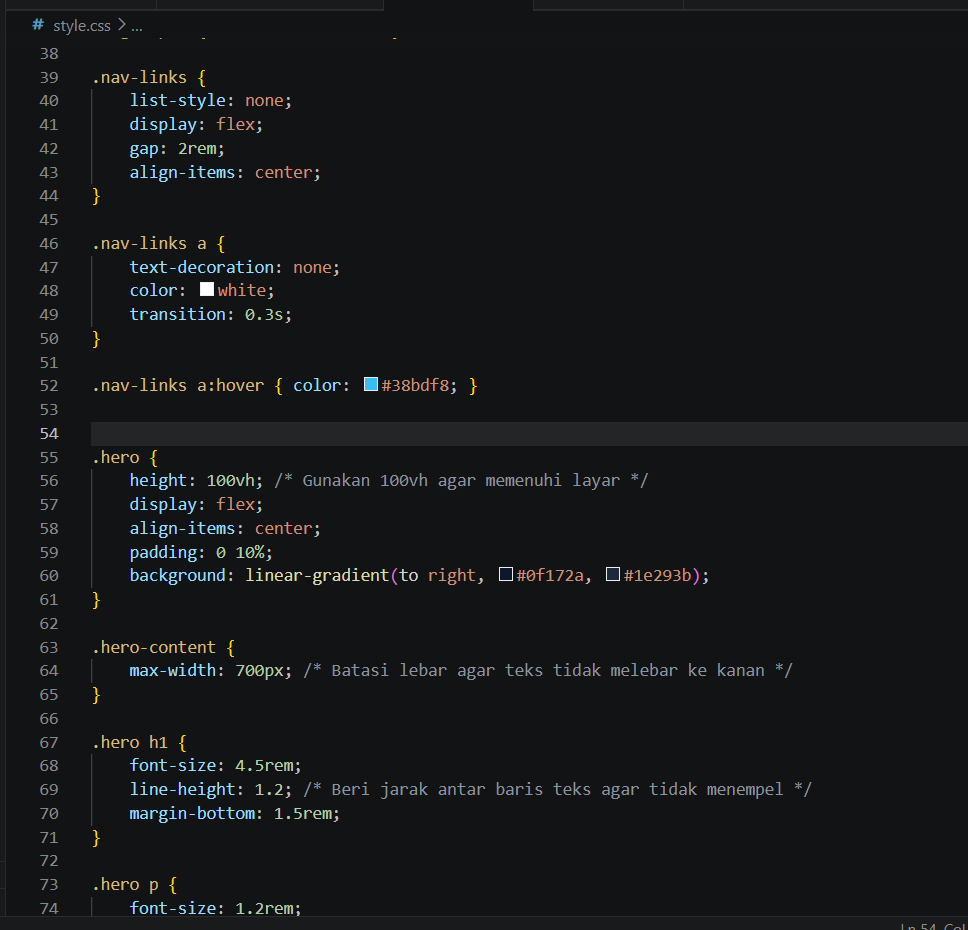 # style.css > ...
38
39 .nav-links {
40     list-style: none;
41     display: flex;
42     gap: 2rem;
43     align-items: center;
44 }
45
46 .nav-links a {
47     text-decoration: none;
48     color: white;
49     transition: 0.3s;
50 }
51
52 .nav-links a:hover { color: #38bdf8; }
53
54
55 .hero {
56     height: 100vh; /* Gunakan 100vh agar memenuhi layar */
57     display: flex;
58     align-items: center;
59     padding: 0 10%;
60     background: linear-gradient(to right, #0f172a, #1e293b);
61 }
62
63 .hero-content {
64     max-width: 700px; /* Batasi lebar agar teks tidak melebar ke kanan */
65 }
66
67 .hero h1 {
68     font-size: 4.5rem;
69     line-height: 1.2; /* Beri jarak antar baris teks agar tidak menempel */
70     margin-bottom: 1.5rem;
71 }
72
73 .hero p {
74     font-size: 1.2rem;
Ln 54, Col